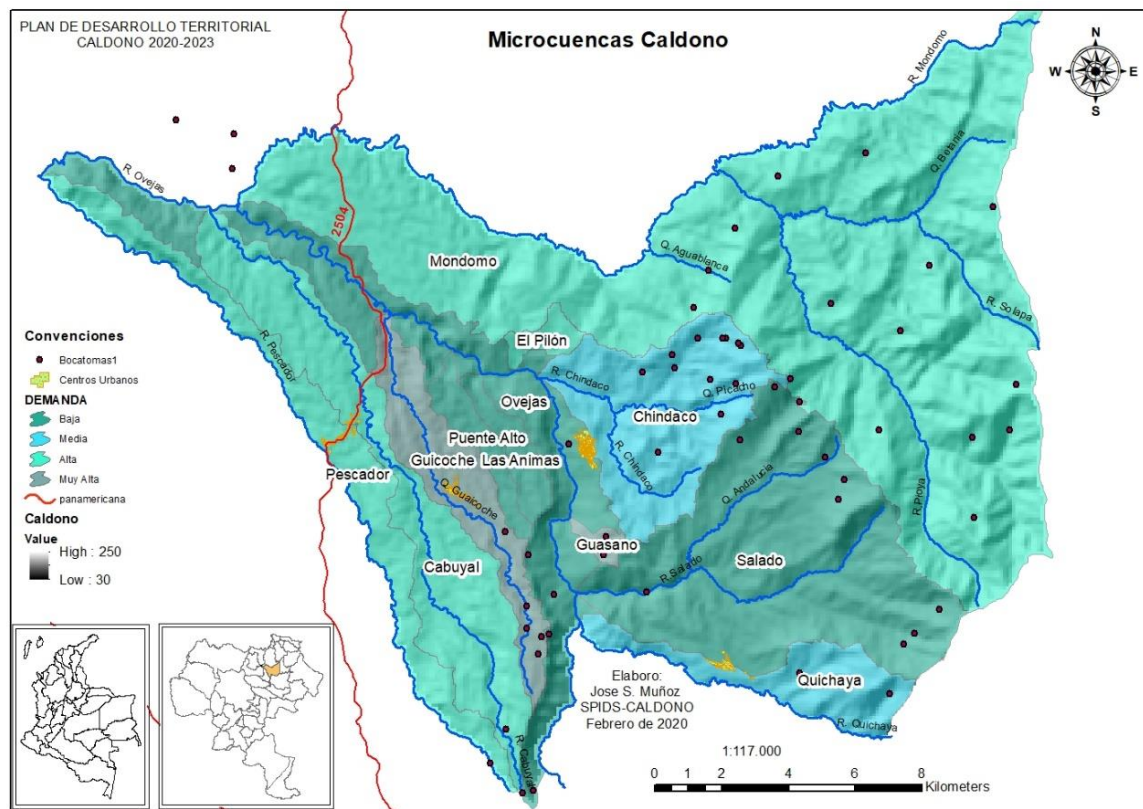 PLAN DE DESARROLLO TERRITORIAL
CALDONO 2020-2023
Microcuencas Caldono
N
W
E
S
R. Mondomo
Q. Betania
R. Ovejas
2504
Mondomo
Q. Aguablanca
R. Solapa
R. Pescador
El Pilón
R. Chindaco
Q. Picacho
Ovejas
Chindaco
Puente Alto
Guicoche Las Animas
R. Chindaco
Pescador
Q. Guaicoche
Q. Andalucia
R. Pioya
Guasano
Cabuyal
R. Salado
Salado
Quichaya
R. Quichaya
R. Cabuyal
Convenciones
Bocatomas1
Centros Urbanos
DEMANDA
Baja
Media
Alta
Muy Alta
panamericana
Caldono
Value
High : 250
Low : 30
Elaboro:
Jose S. Muñoz
SPIDS-CALDONO
Febrero de 2020
1:117.000
0 1 2 4 6 8
Kilometers